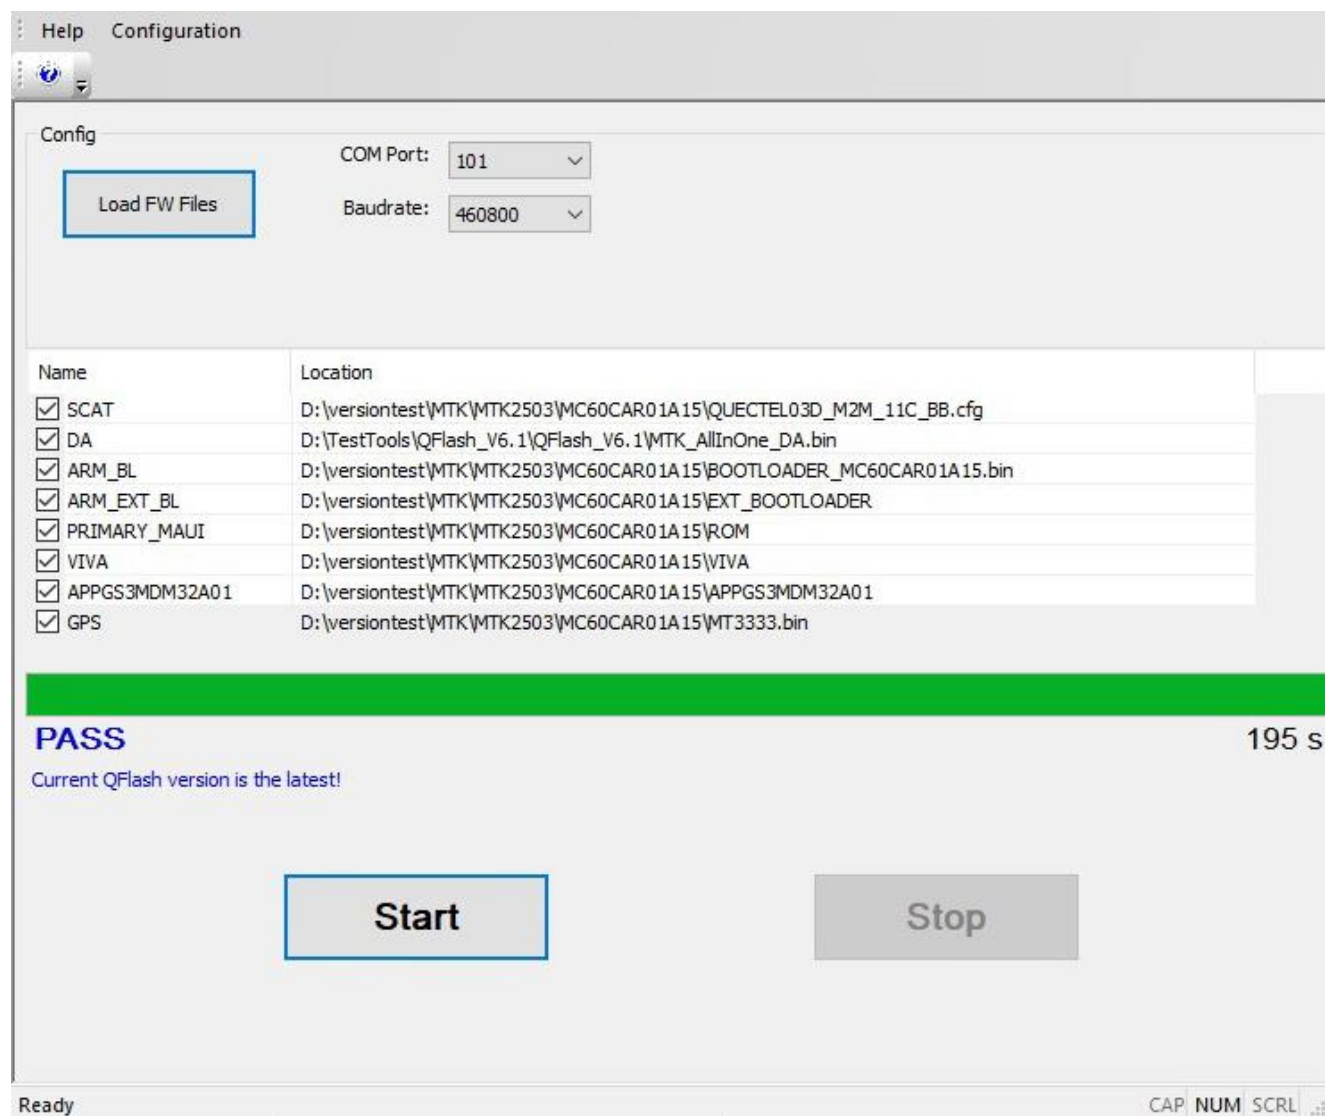 Help Configuration
Config
COM Port: 101
Load FW Files
Baudrate: 460800
Name Location
SCAT D:\versiontest\MTK\MTK2503\MC60CAR01A15\QUECTEL03D_M2M_11C_BB.cfg
DA D:\TestTools\QFlash_V6.1\QFlash_V6.1\MTK_AllInOne_DA.bin
ARM_BL D:\versiontest\MTK\MTK2503\MC60CAR01A15\BOOTLOADER_MC60CAR01A15.bin
ARM_EXT_BL D:\versiontest\MTK\MTK2503\MC60CAR01A15\EXT_BOOTLOADER
PRIMARY_MAUI D:\versiontest\MTK\MTK2503\MC60CAR01A15\ROM
VIVA D:\versiontest\MTK\MTK2503\MC60CAR01A15\VIVA
APPGS3MDM32A01 D:\versiontest\MTK\MTK2503\MC60CAR01A15\APPGS3MDM32A01
GPS D:\versiontest\MTK\MTK2503\MC60CAR01A15\MT3333.bin
PASS 195 s
Current QFlash version is the latest!
Start Stop
Ready CAP NUM SCRL